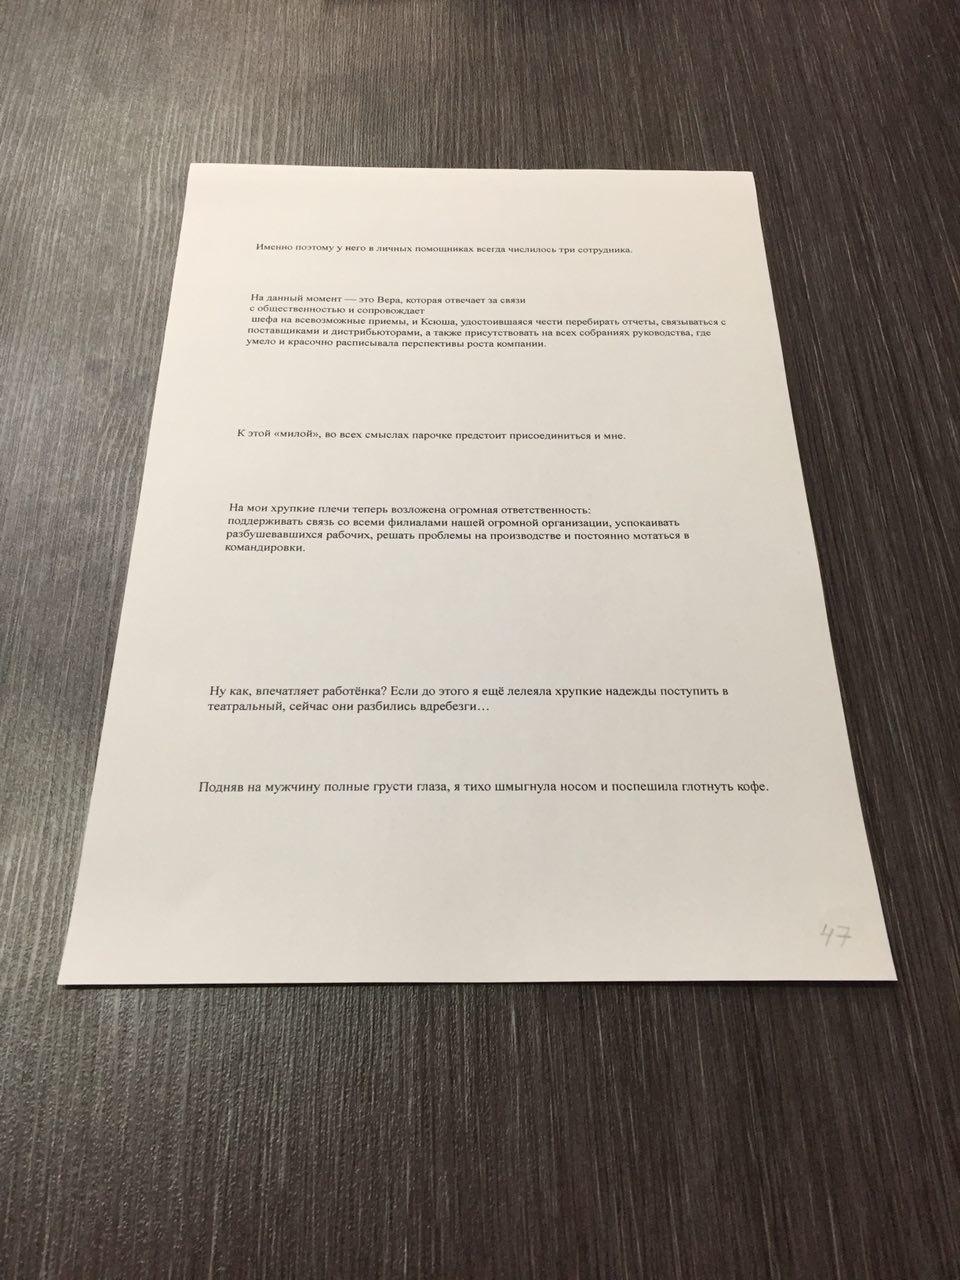 Именно поэтому у него в личных помощниках всегда числилось три сотрудника.
На данный момент — это Вера, которая отвечает за связи
с общественностью и сопровождает
шефа на всевозможные приемы, и Ксюша, удостоившаяся чести перебирать отчеты, связываться с
поставщиками и дистрибьюторами, а также присутствовать на всех собраниях руководства, где
умело и красочно расписывала перспективы роста компании.
К этой «милой», во всех смыслах парочке предстоит присоединиться и мне.
На мои хрупкие плечи теперь возложена огромная ответственность:
поддерживать связь со всеми филиалами нашей огромной организации, успокаивать
разбушевавшихся рабочих, решать проблемы на производстве и постоянно мотаться в
командировки.
Ну как, впечатляет работёнка? Если до этого я ещё лелеяла хрупкие надежды поступить в
театральный, сейчас они разбились вдребезги…
Подняв на мужчину полные грусти глаза, я тихо шмыгнула носом и поспешила глотнуть кофе.
47